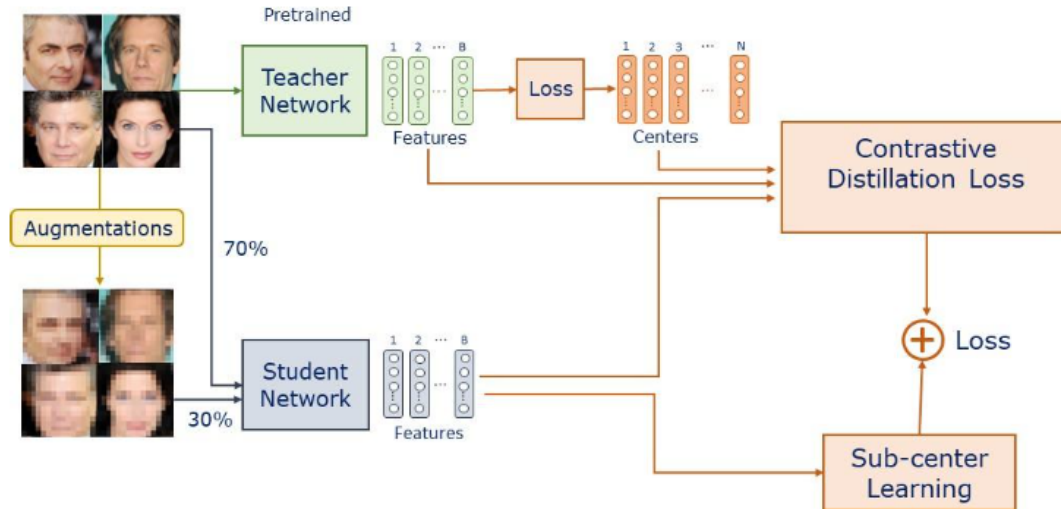 Pretrained
Teacher
Network
1 2 ... B
Features
Loss
1 2 3 ... N
Centers
Contrastive
Distillation Loss
Augmentations
70%
Loss
Student
Network
1 2 ... B
Features
30%
Sub-center
Learning